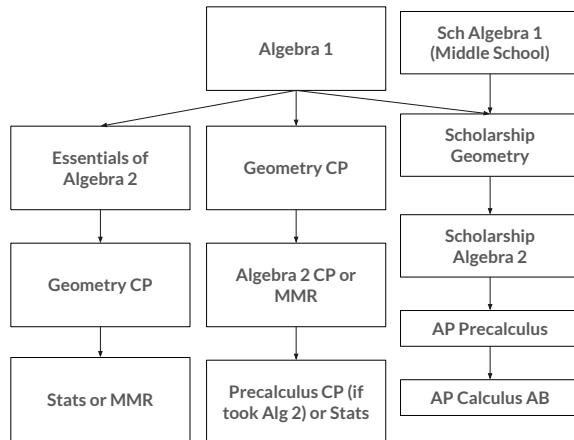 Algebra 1
Sch Algebra 1
(Middle School)
Essentials of
Algebra 2
Geometry CP
Scholarship
Geometry
Geometry CP
Algebra 2 CP or
MMR
Scholarship
Algebra 2
AP Precalculus
Stats or MMR
Precalculus CP (if
took Alg 2) or Stats
AP Calculus AB